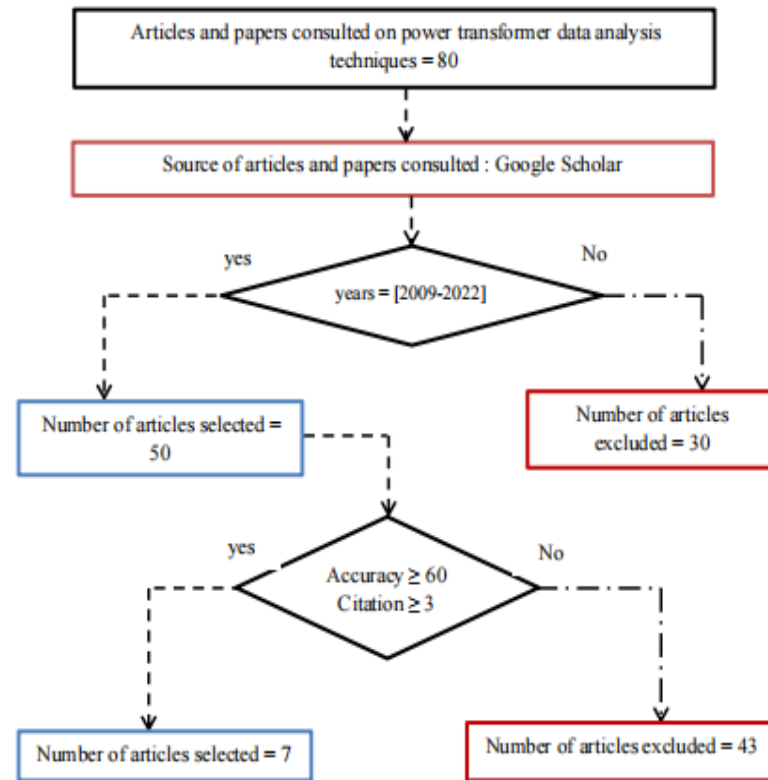 Articles and papers consulted on power transformer data analysis
techniques = 80
Source of articles and papers consulted : Google Scholar
yes
No
years = [2009-2022]
Number of articles selected =
50
Number of articles
excluded = 30
yes
No
Accuracy ≥ 60
Citation ≥ 3
Number of articles selected = 7
Number of articles excluded = 43